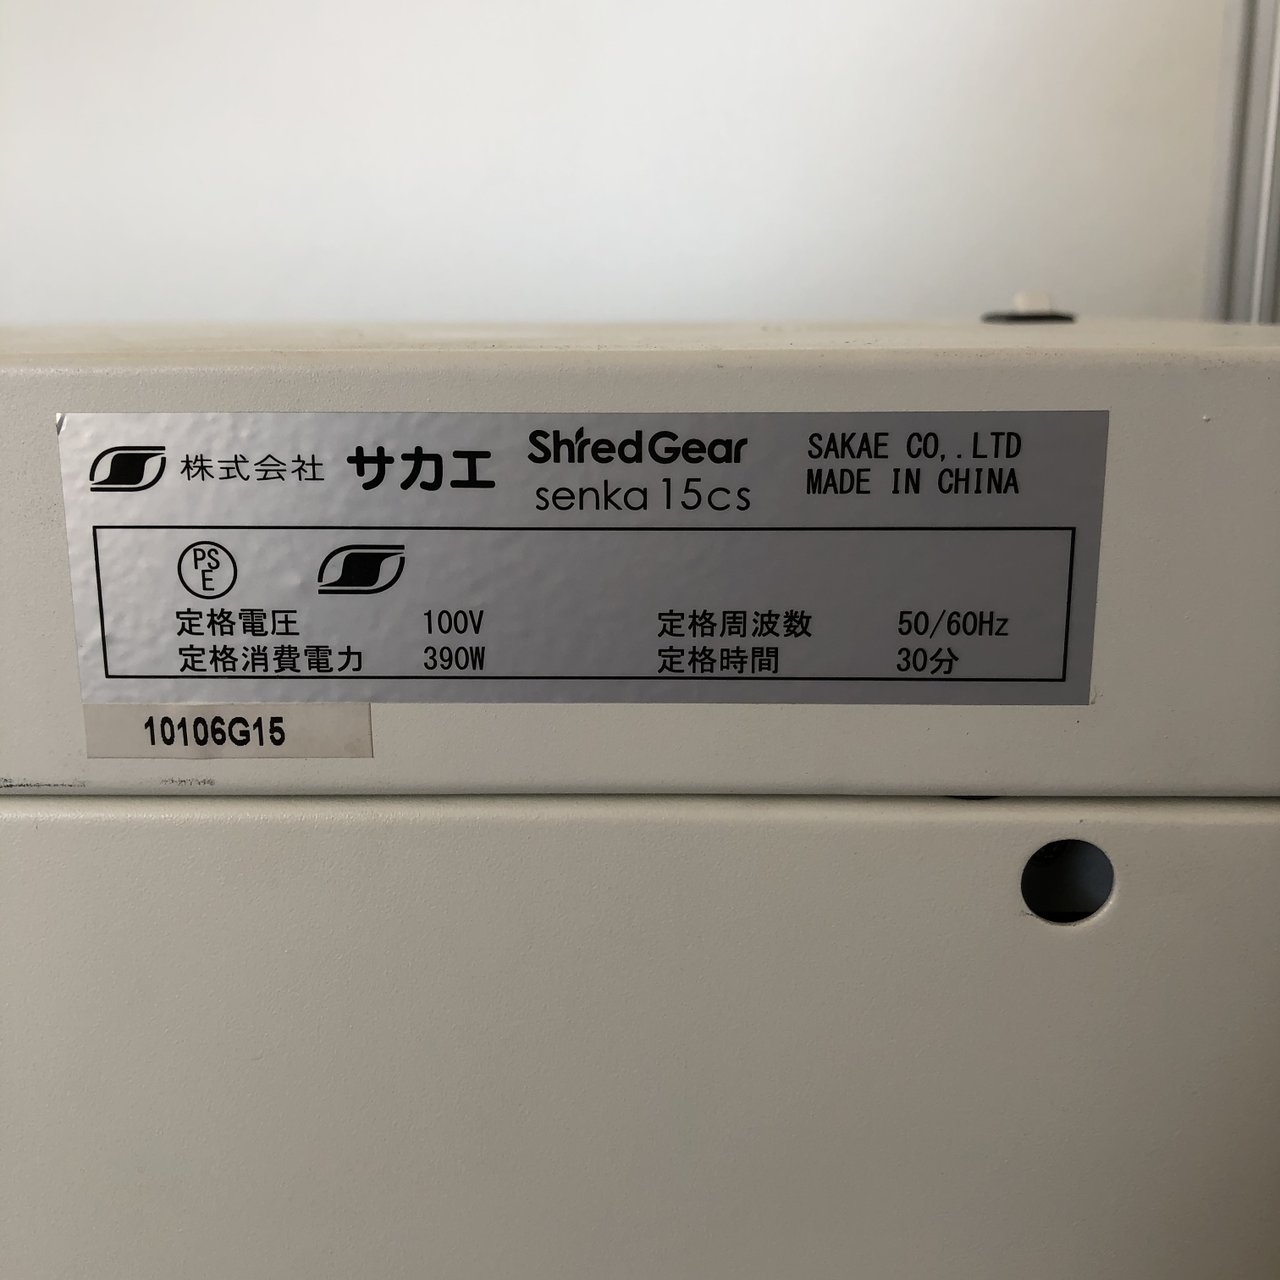 株式会社 サカエ
ShredGear
senka 15cs
SAKAE CO,.LTD
MADE IN CHINA
PSE
定格電圧 100V 定格周波数 50/60Hz
定格消費電力 390W 定格時間 30分
10106G15